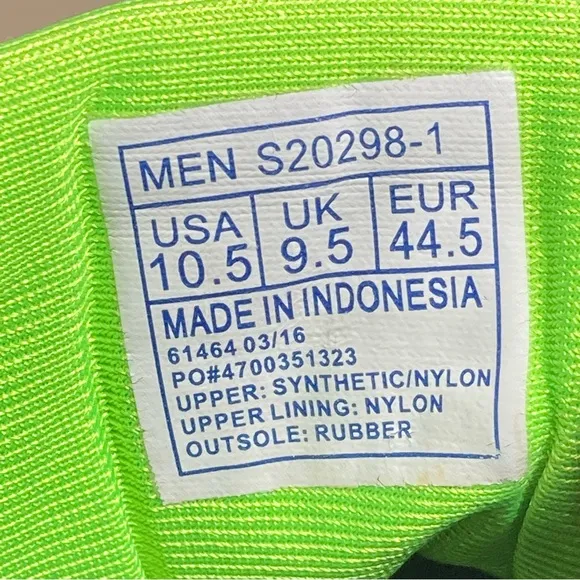 MEN S20298-1
USA UK EUR
10.5 9.5 44.5
MADE IN INDONESIA
61464 03/16
PO#4700351323
UPPER: SYNTHETIC/NYLON
UPPER LINING: NYLON
OUTSOLE: RUBBER